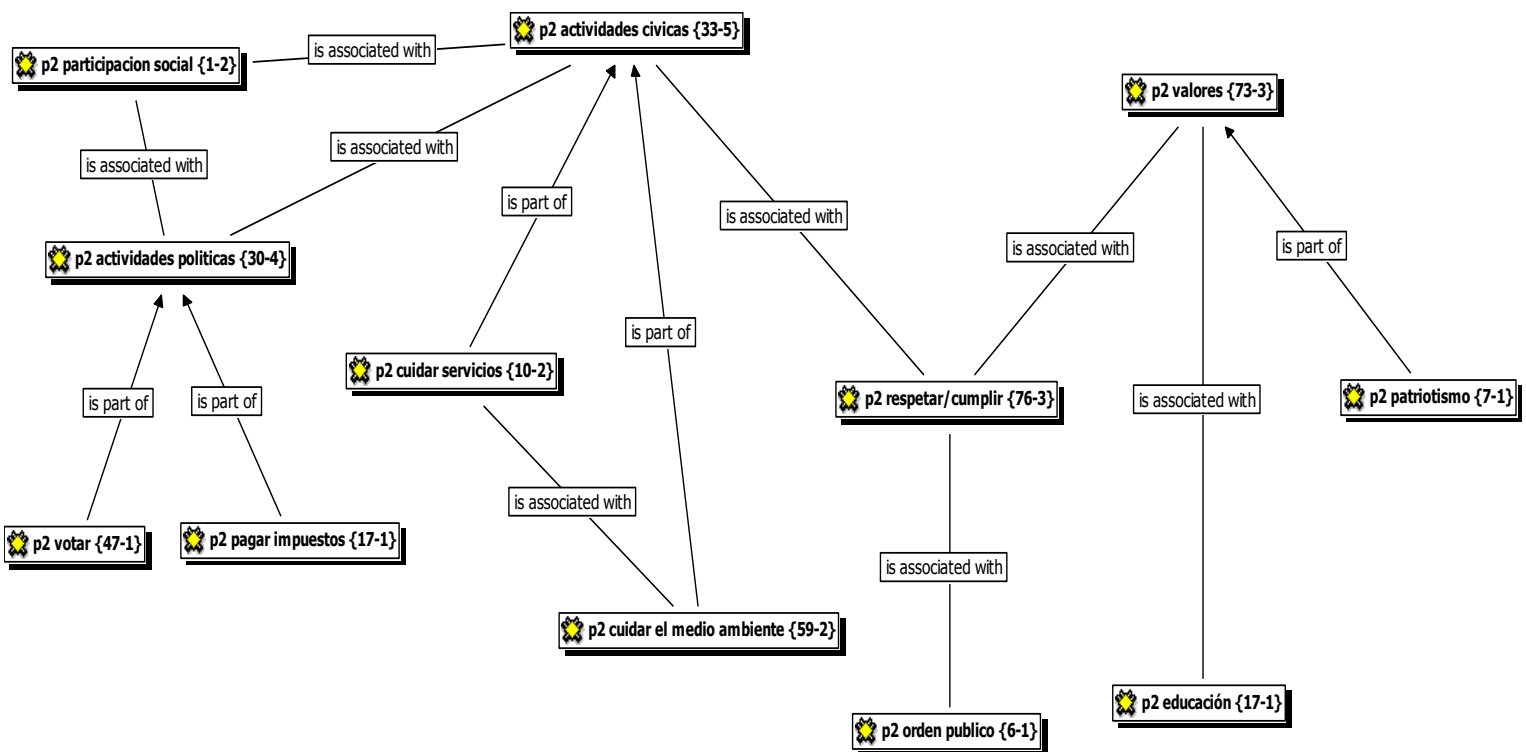 p2 actividades civicas {33-5}
is associated with
p2 participacion social {1-2}
p2 valores {73-3}
is associated with
is associated with
is part of
is associated with
is associated with
is part of
p2 actividades politicas {30-4}
is part of
p2 cuidar servicios {10-2}
p2 respetar/cumplir {76-3}
p2 patriotismo {7-1}
is part of
is part of
is associated with
is associated with
p2 votar {47-1}
p2 pagar impuestos {17-1}
is associated with
p2 cuidar el medio ambiente {59-2}
p2 educación {17-1}
p2 orden publico {6-1}